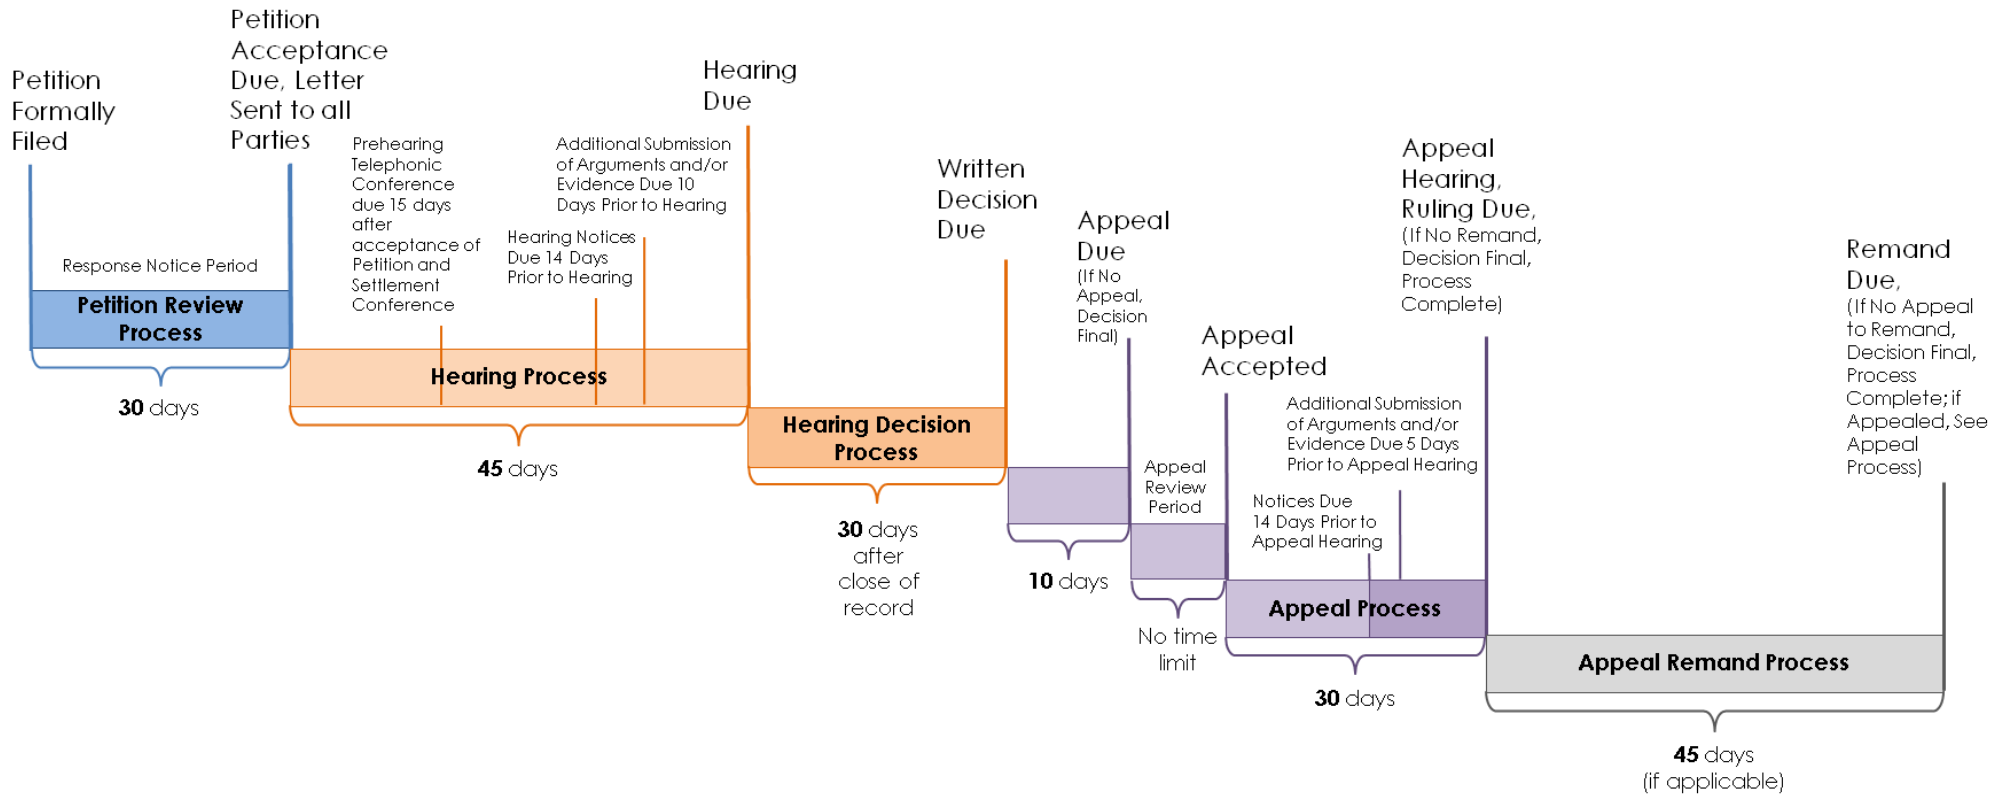 Petition
Formally
Filed
Petition
Acceptance
Due, Letter
Sent to all
Parties
Response Notice Period
Petition Review
Process
30 days
Prehearing
Telephonic
Conference
due 15 days
after
acceptance of
Petition and
Settlement
Conference
Hearing Notices
Due 14 Days
Prior to Hearing
Additional Submission
of Arguments and/or
Evidence Due 10
Days Prior to Hearing
Hearing
Due
Hearing Process
45 days
Hearing Decision
Process
30 days
after
close of
record
Written
Decision
Due
10 days
Appeal
Due
(If No
Appeal,
Decision
Final)
Appeal
Review
Period
No time
limit
Appeal
Accepted
Notices Due
14 Days Prior to
Appeal Hearing
Additional Submission
of Arguments and/or
Evidence Due 5 Days
Prior to Appeal Hearing
Appeal Process
30 days
Appeal
Hearing,
Ruling Due,
(If No Remand,
Decision Final,
Process
Complete)
Appeal Remand Process
45 days
(if applicable)
Remand
Due,
(If No Appeal
to Remand,
Decision Final,
Process
Complete; if
Appealed, See
Appeal
Process)